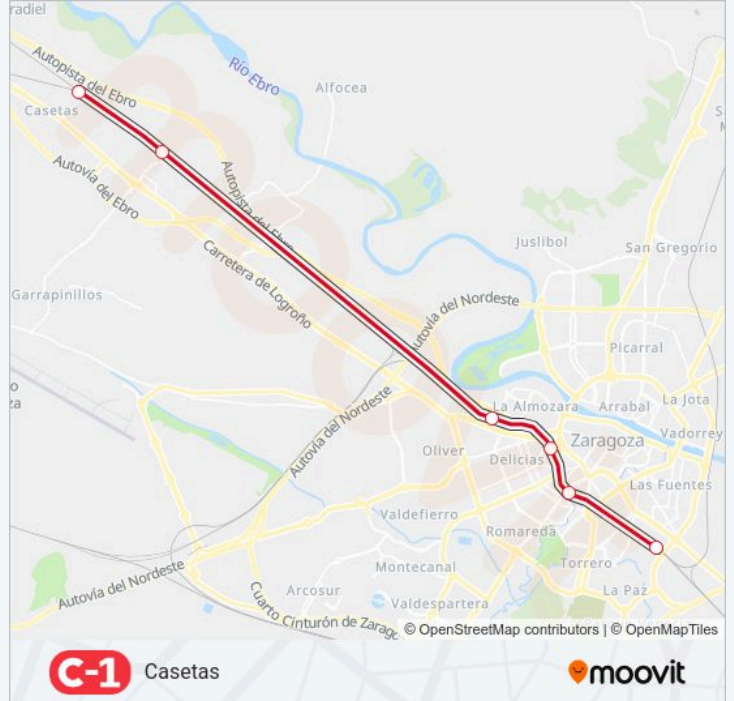 radiel
Autopista del Ebro
Río Ebro
Alfocea
Casetas
Autovía del Ebro
Autopista del Ebro
Juslibol
San Gregorio
Carretera de Logroño
Garrapinillos
Autovía del Nordeste
Picarral
La Almozara
Arrabal
La Jota
Autovía del Nordeste
Zaragoza
Vadorrey
Oliver
Delicias
Las Fuentes
Valdefierro
Romareda
Torrero
Montecanal
Autovía del Nordeste
Arcosur
La Paz
Valdespartera
Cuarto Cinturón de Zarago
© OpenStreetMap contributors | © OpenMapTiles
C-1
Casetas
moovit